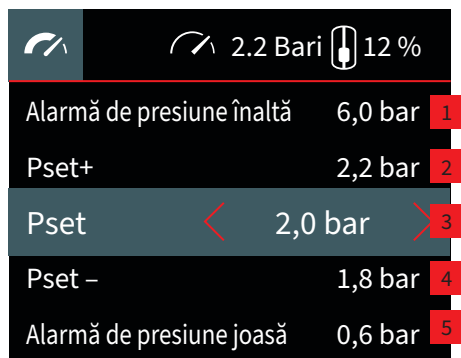 2.2 Bari 12 %
Alarmă de presiune înaltă 6,0 bar 1
Pset+ 2,2 bar 2
Pset 2,0 bar 3
Pset – 1,8 bar 4
Alarmă de presiune joasă 0,6 bar 5